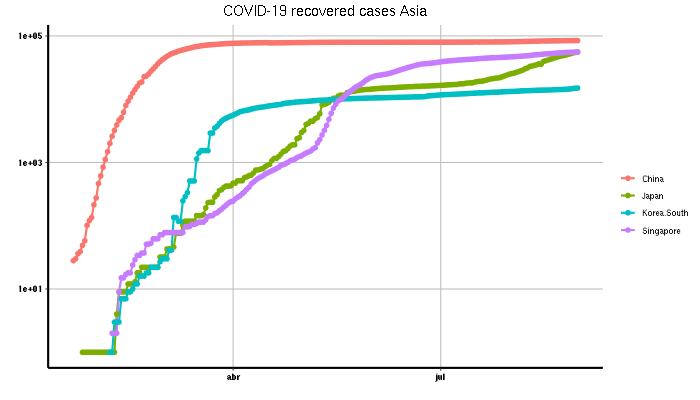 COVID-19 recovered cases Asia
1e+05
1e+03
1e+01
abr
jul
China
Japan
Korea.South
Singapore